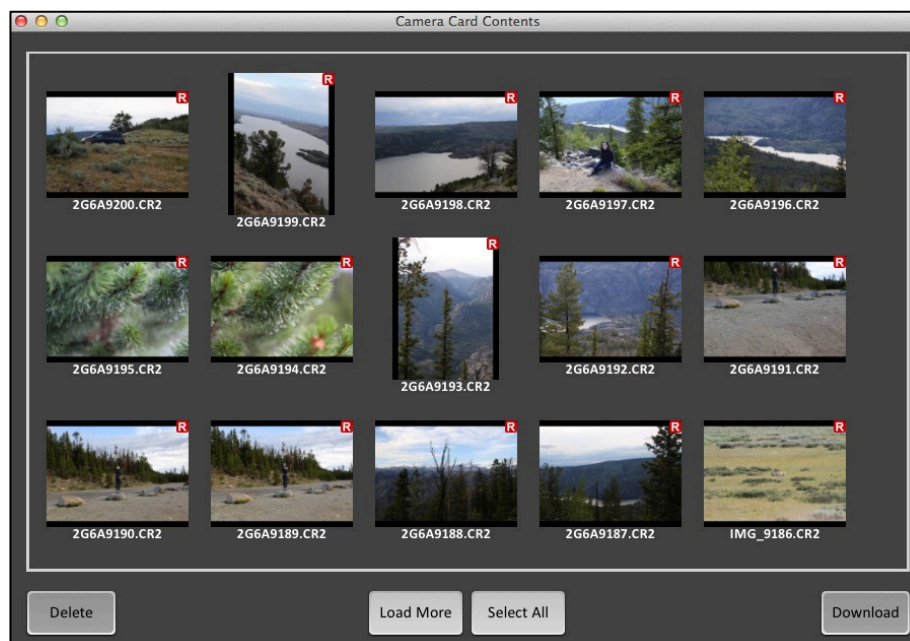 Camera Card Contents
R R R R R
2G6A9200.CR2 2G6A9199.CR2 2G6A9198.CR2 2G6A9197.CR2 2G6A9196.CR2
R R R R R
2G6A9195.CR2 2G6A9194.CR2 2G6A9193.CR2 2G6A9192.CR2 2G6A9191.CR2
R R R R R
2G6A9190.CR2 2G6A9189.CR2 2G6A9188.CR2 2G6A9187.CR2 IMG_9186.CR2
Delete Load More Select All Download